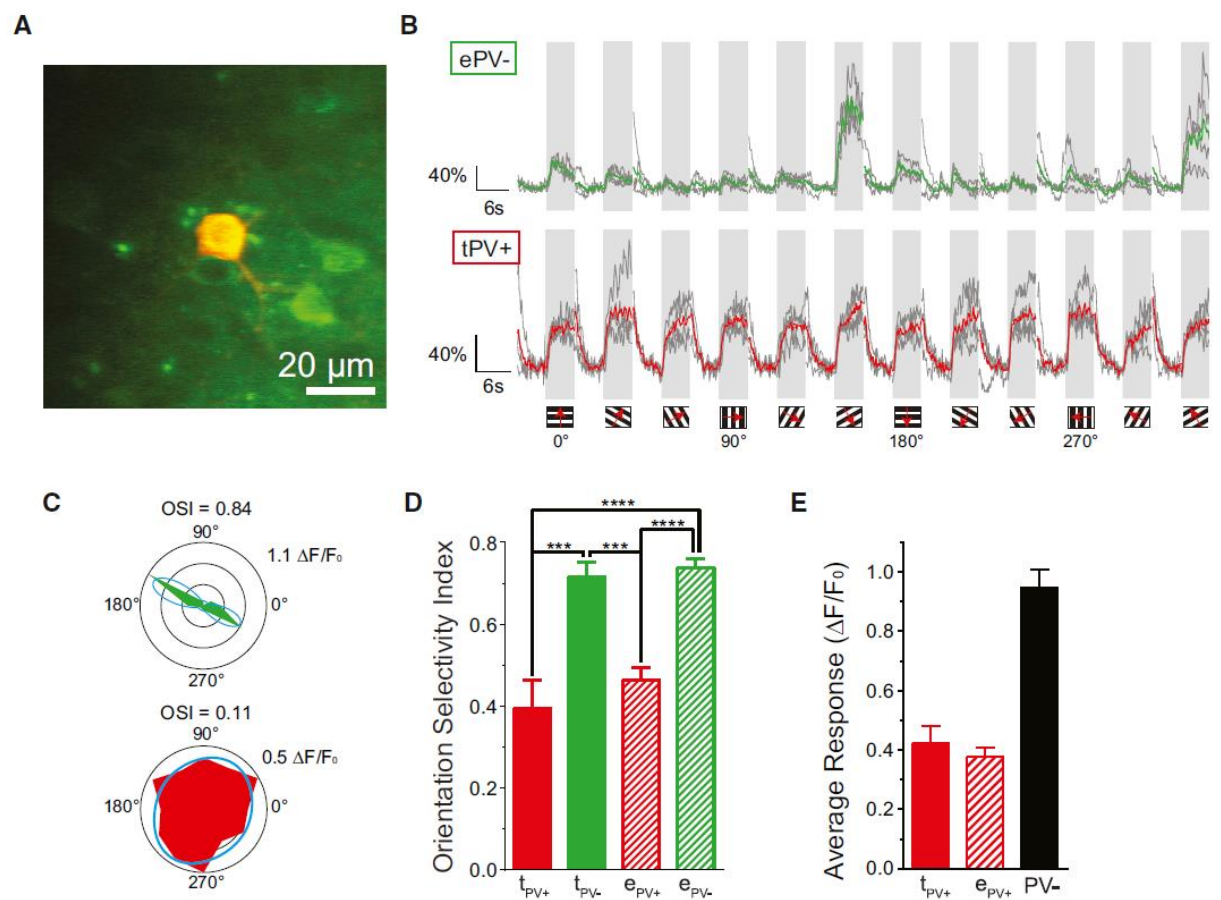 A
20 μm
B
ePV-
40%
6s
tPV+
40%
6s
0° 90° 180° 270°
C
OSI = 0.84
90°
1.1 ΔF/F₀
180° 0°
270°
OSI = 0.11
90°
0.5 ΔF/F₀
180° 0°
270°
D
****
****
*** ***
Orientation Selectivity Index
0.8
0.6
0.4
0.2
0.0
tPV+ tPV- ePV+ ePV-
E
Average Response (ΔF/F₀)
1.0
0.8
0.6
0.4
0.2
0.0
tPV+ ePV+ PV-